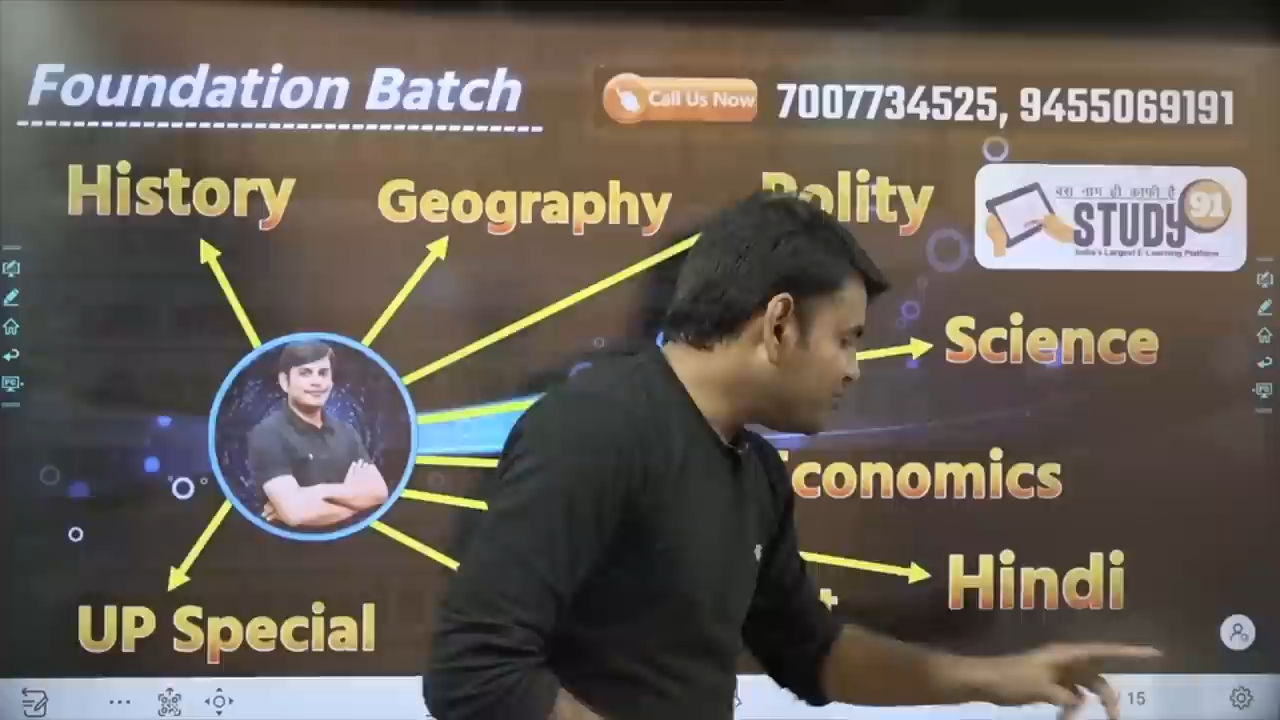 Foundation Batch
Call Us Now
7007734525, 9455069191
History
Geography
Polity
बस नाम ही काफी है
STUDY 91
India's Largest E-Learning Platform
Science
Economics
Hindi
UP Special
15